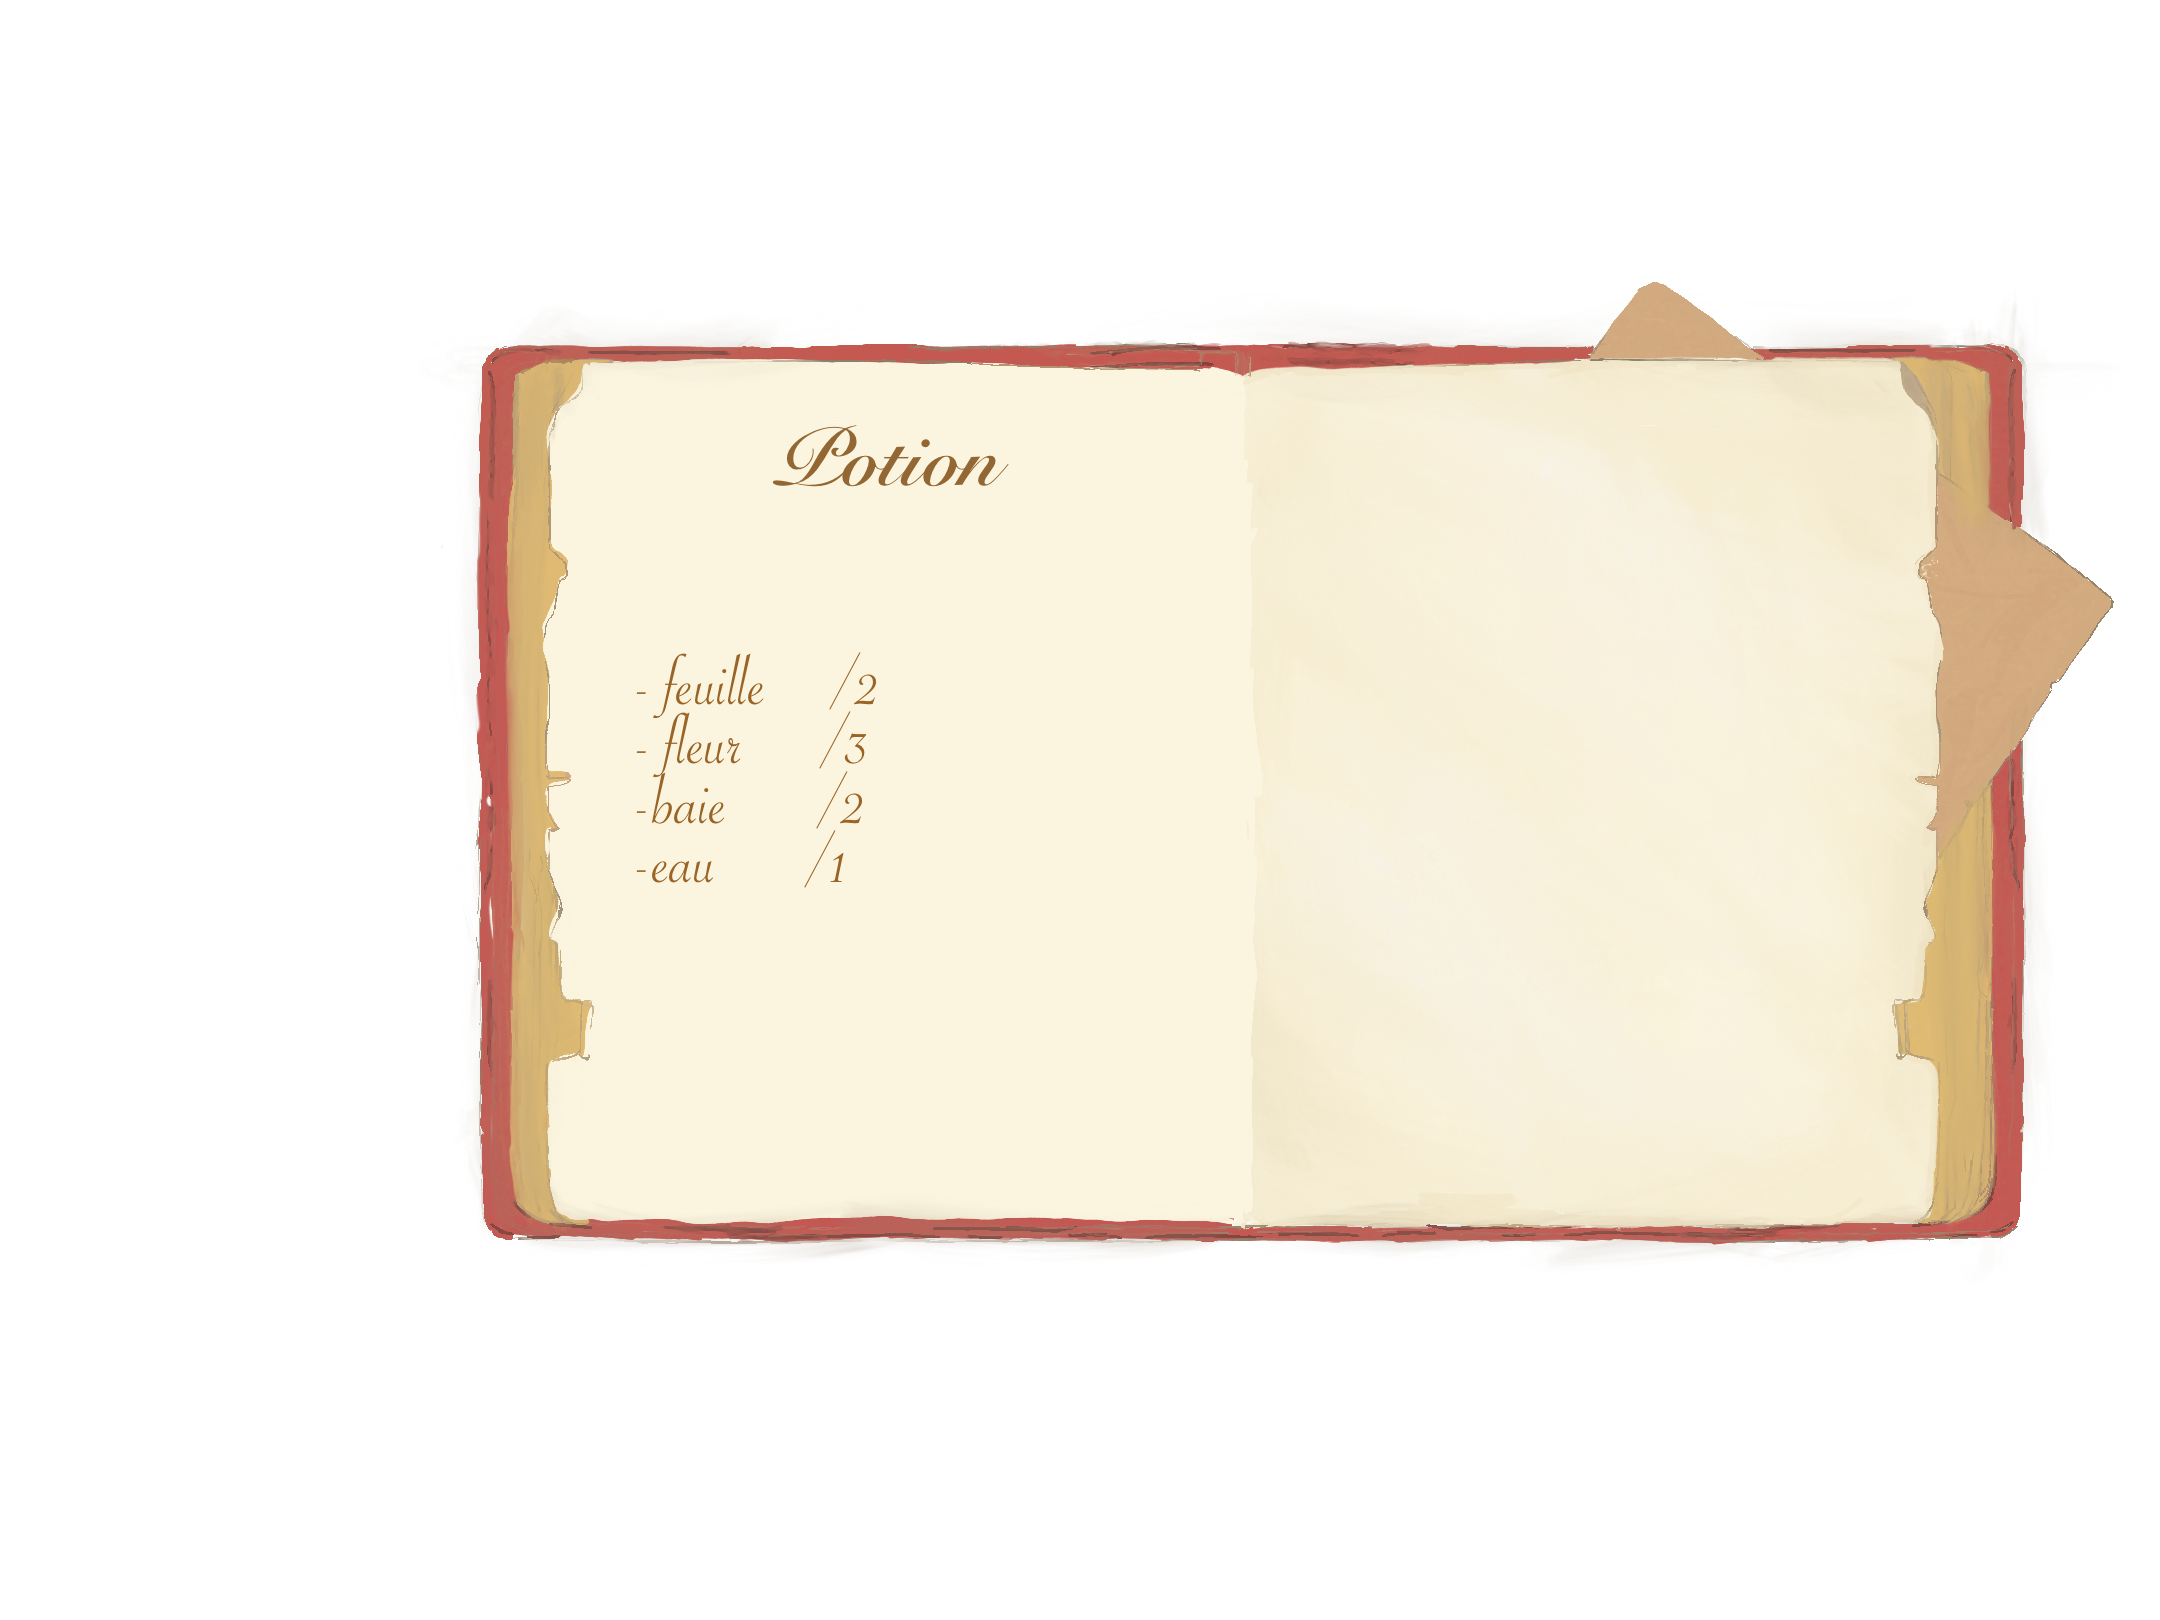 Potion
- feuille /2
- fleur /3
-baie /2
-eau /1